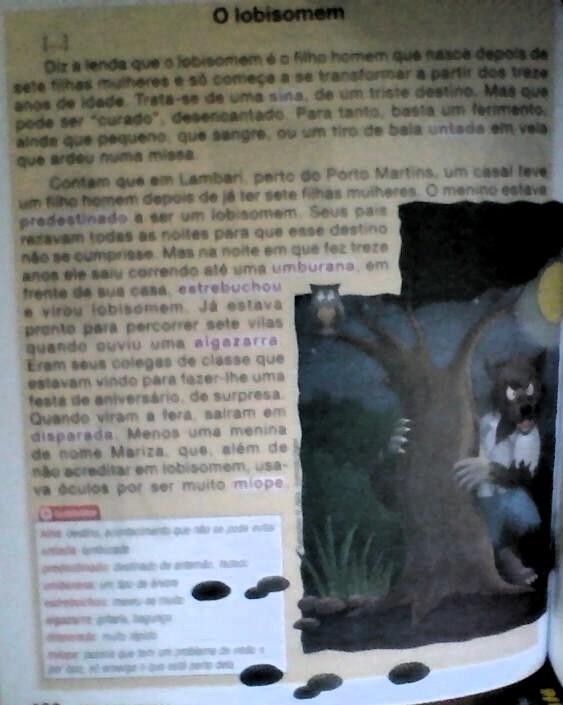 O lobisomem
[...]
Diz a lenda que o lobisomem é o filho homem que nasce depois de
sete filhas mulheres e só começa a se transformar a partir dos treze
anos de idade. Trata-se de uma sina, de um triste destino. Mas que
pode ser "curado", desencantado. Para tanto, basta um ferimento,
ainda que pequeno, que sangre, ou um tiro de bala untada em vela
que ardeu numa missa.
Contam que em Lambari, perto do Porto Martins, um casal teve
um filho homem depois de já ter sete filhas mulheres. O menino estava
predestinado a ser um lobisomem. Seus pais
rezavam todas as noites para que esse destino
não se cumprisse. Mas na noite em que fez treze
anos ele saiu correndo até uma umburana, em
frente de sua casa, estrebuchou
e virou lobisomem. Já estava
pronto para percorrer sete vilas
quando ouviu uma algazarra.
Eram seus colegas de classe que
estavam vindo para fazer-lhe uma
festa de aniversário, de surpresa.
Quando viram a fera, saíram em
disparada. Menos uma menina
de nome Mariza, que, além de
não acreditar em lobisomem, usa-
va óculos por ser muito míope.
sina: destino, acontecimento que não se pode evitar
untada: lambuzada
predestinado: destinado de antemão, fadado
umburana: um tipo de árvore
estrebuchou: mexeu-se muito
algazarra: gritaria, bagunça
disparada: muito rápido
míope: pessoa que tem um problema de visão e,
por isso, só enxerga o que está perto dela